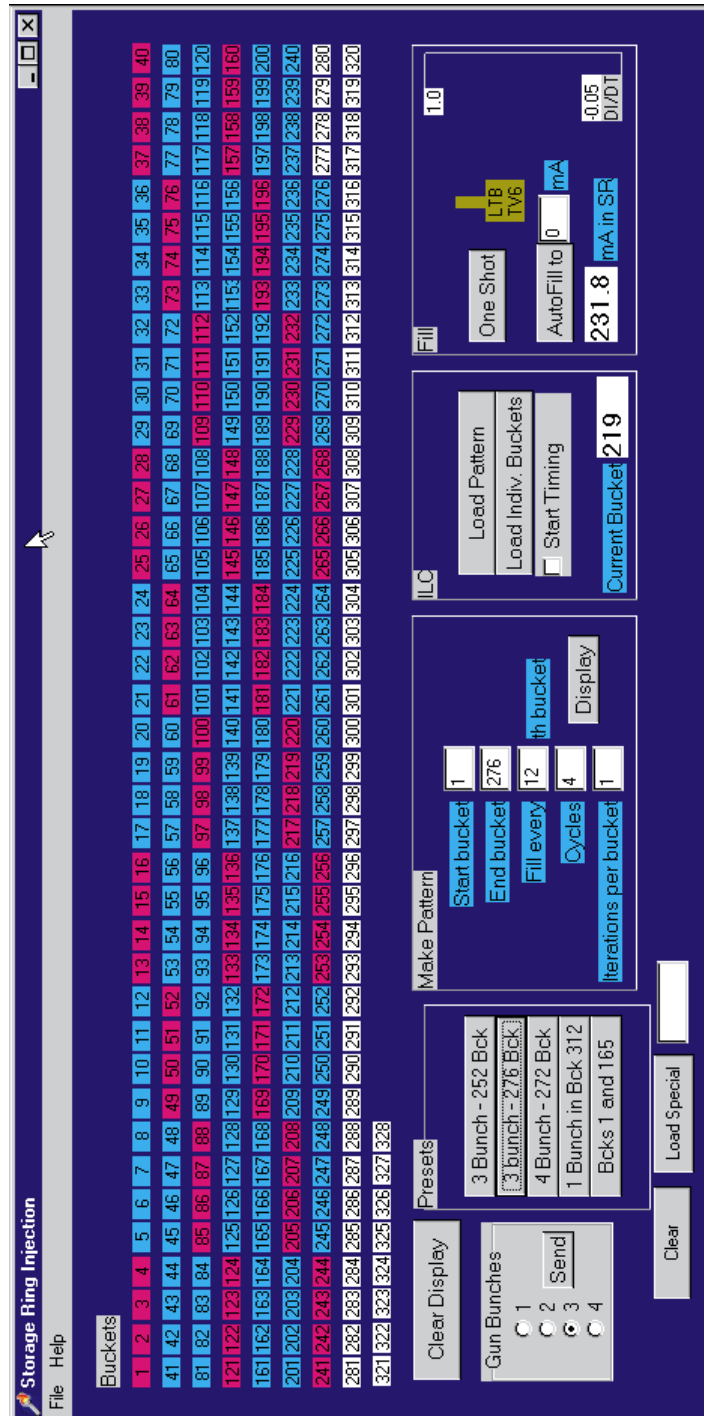 Storage Ring Injection
File Help
Buckets
1 2 3 4 5 6 7 8 9 10 11 12 13 14 15 16 17 18 19 20 21 22 23 24 25 26 27 28 29 30 31 32 33 34 35 36 37 38 39 40
41 42 43 44 45 46 47 48 49 50 51 52 53 54 55 56 57 58 59 60 61 62 63 64 65 66 67 68 69 70 71 72 73 74 75 76 77 78 79 80
81 82 83 84 85 86 87 88 89 90 91 92 93 94 95 96 97 98 99 100 101 102 103 104 105 106 107 108 109 110 111 112 113 114 115 116 117 118 119 120
121 122 123 124 125 126 127 128 129 130 131 132 133 134 135 136 137 138 139 140 141 142 143 144 145 146 147 148 149 150 151 152 153 154 155 156 157 158 159 160
161 162 163 164 165 166 167 168 169 170 171 172 173 174 175 176 177 178 179 180 181 182 183 184 185 186 187 188 189 190 191 192 193 194 195 196 197 198 199 200
201 202 203 204 205 206 207 208 209 210 211 212 213 214 215 216 217 218 219 220 221 222 223 224 225 226 227 228 229 230 231 232 233 234 235 236 237 238 239 240
241 242 243 244 245 246 247 248 249 250 251 252 253 254 255 256 257 258 259 260 261 262 263 264 265 266 267 268 269 270 271 272 273 274 275 276 277 278 279 280
281 282 283 284 285 286 287 288 289 290 291 292 293 294 295 296 297 298 299 300 301 302 303 304 305 306 307 308 309 310 311 312 313 314 315 316 317 318 319 320
321 322 323 324 325 326 327 328
Clear Display
Gun Bunches
1
2
3
4
Send
Clear
Load Special
Presets
3 Bunch - 252 Bck
3 bunch - 276 Bck
4 Bunch - 272 Bck
1 Bunch in Bck 312
Bcks 1 and 165
Make Pattern
Start bucket 1
End bucket 276
Fill every 12 th bucket
Cycles 4
Iterations per bucket 1
Display
ILC
Load Pattern
Load Indiv. Buckets
Start Timing
Current Bucket 219
Fill
One Shot
LTB
TV6
AutoFill to 0 mA
231.8 mA in SR
1.0
-0.05
DI/DT